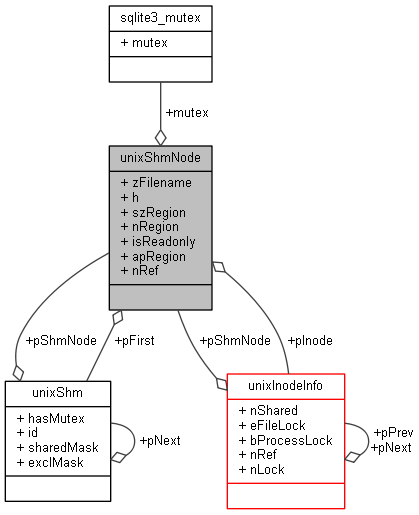 sqlite3_mutex
+ mutex
+mutex
unixShmNode
+ zFilename
+ h
+ szRegion
+ nRegion
+ isReadonly
+ apRegion
+ nRef
+pShmNode
+pFirst
+pShmNode
+pInode
unixShm
+ hasMutex
+ id
+ sharedMask
+ exclMask
+pNext
unixInodeInfo
+ nShared
+ eFileLock
+ bProcessLock
+ nRef
+ nLock
+pPrev
+pNext